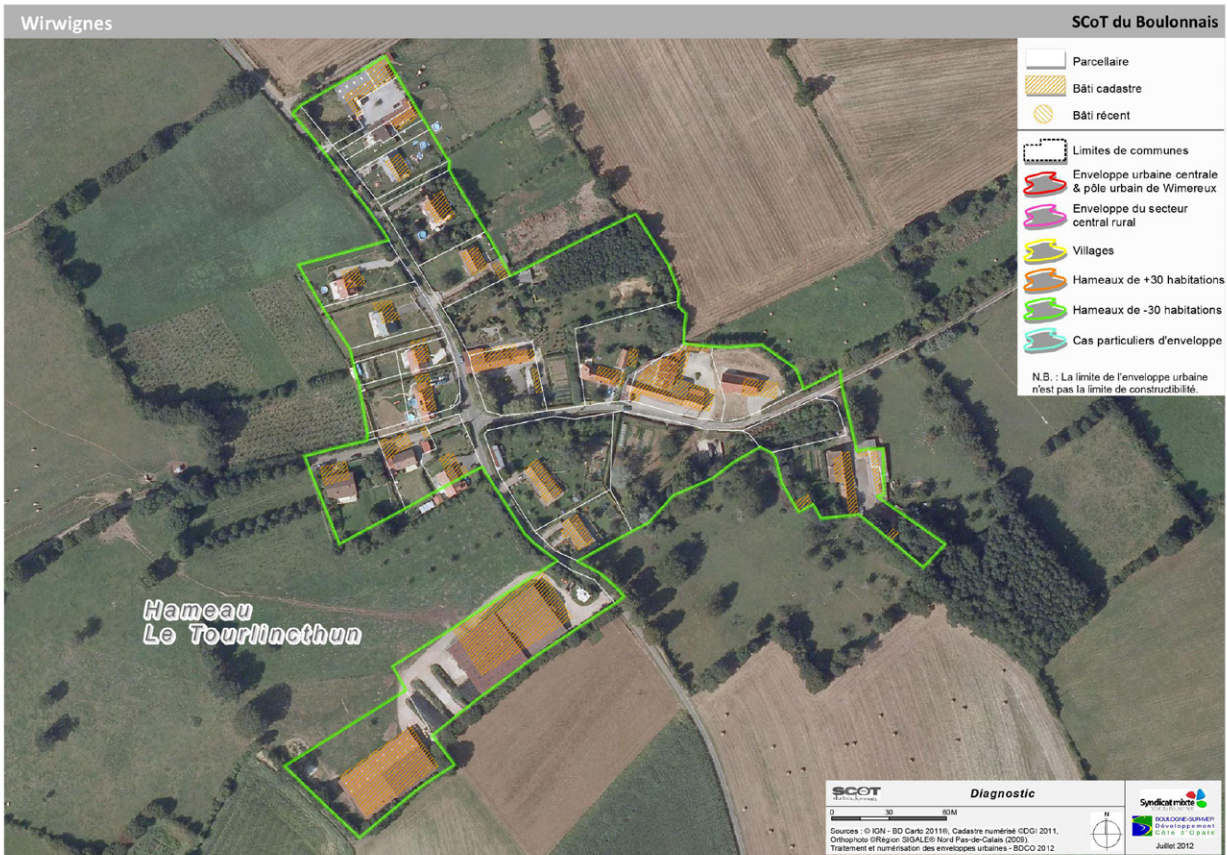 Wirwignes
SCoT du Boulonnais
Parcellaire
Bâti cadastre
Bâti récent
Limites de communes
Enveloppe urbaine centrale
& pôle urbain de Wimereux
Enveloppe du secteur
central rural
Villages
Hameaux de +30 habitations
Hameaux de -30 habitations
Cas particuliers d'enveloppe
N.B. : La limite de l'enveloppe urbaine
n'est pas la limite de constructibilité.
Hameau
Le Tourlincthun
SCOT
Diagnostic
0 30 60 M
Sources : © IGN - BD Carto 2011®, Cadastre numérisé ©DGI 2011,
Orthophoto ©Région SIGALE® Nord Pas-de-Calais (2009).
Traitement et numérisation des enveloppes urbaines - BDCO 2012
N
Syndicat mixte
BOULOGNE-SUR-MER
Développement
Côte d'Opale
Juillet 2012